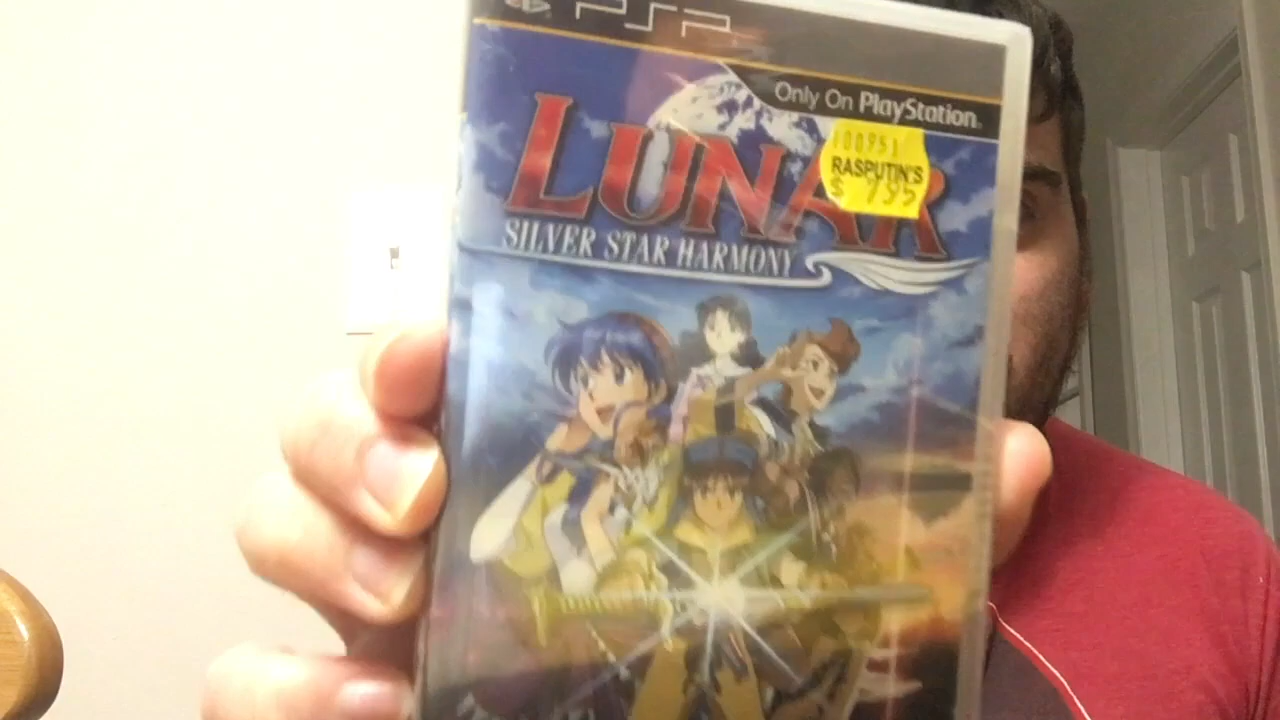 PSP
Only On PlayStation
LUNAR
100951
RASPUTIN'S
$ 7.95
SILVER STAR HARMONY